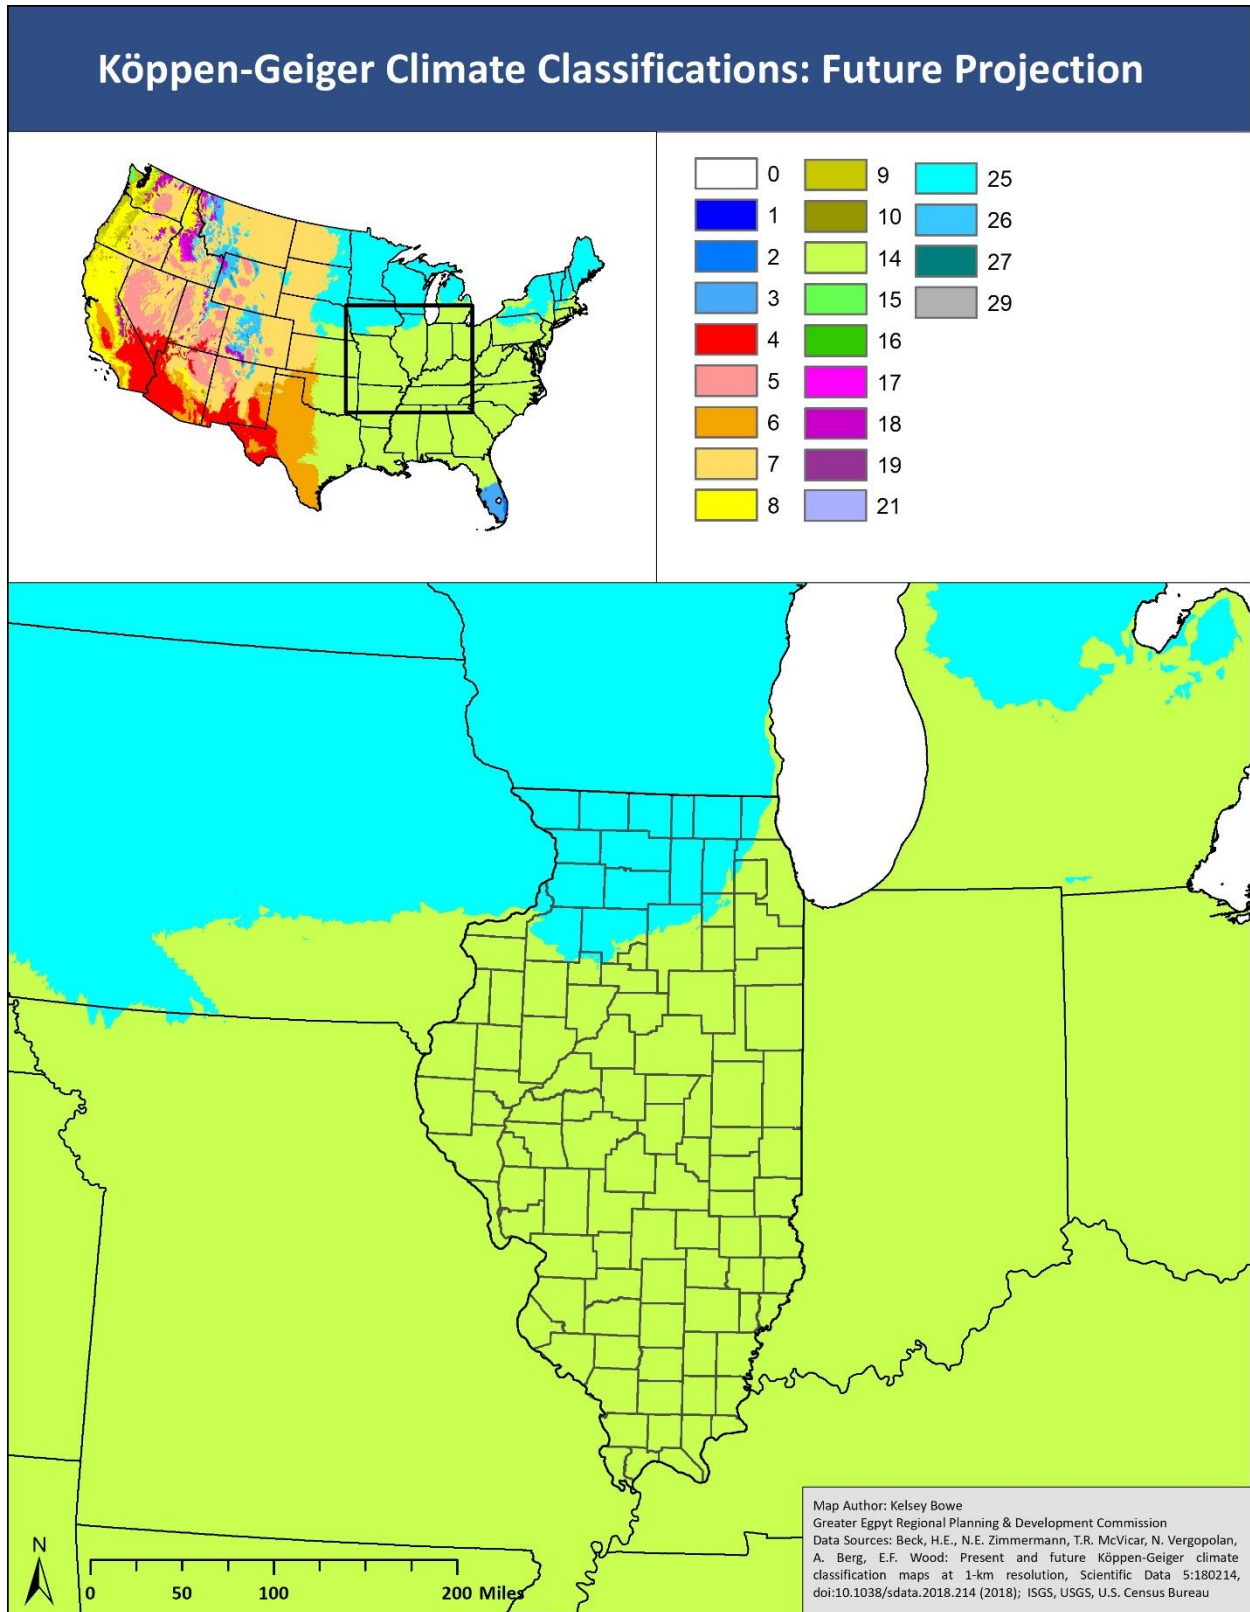 Köppen-Geiger Climate Classifications: Future Projection
0
1
2
3
4
5
6
7
8
9
10
14
15
16
17
18
19
21
25
26
27
29
N
0 50 100 200 Miles
Map Author: Kelsey Bowe
Greater Egpyt Regional Planning & Development Commission
Data Sources: Beck, H.E., N.E. Zimmermann, T.R. McVicar, N. Vergopolan,
A. Berg, E.F. Wood: Present and future Köppen-Geiger climate
classification maps at 1-km resolution, Scientific Data 5:180214,
doi:10.1038/sdata.2018.214 (2018); ISGS, USGS, U.S. Census Bureau